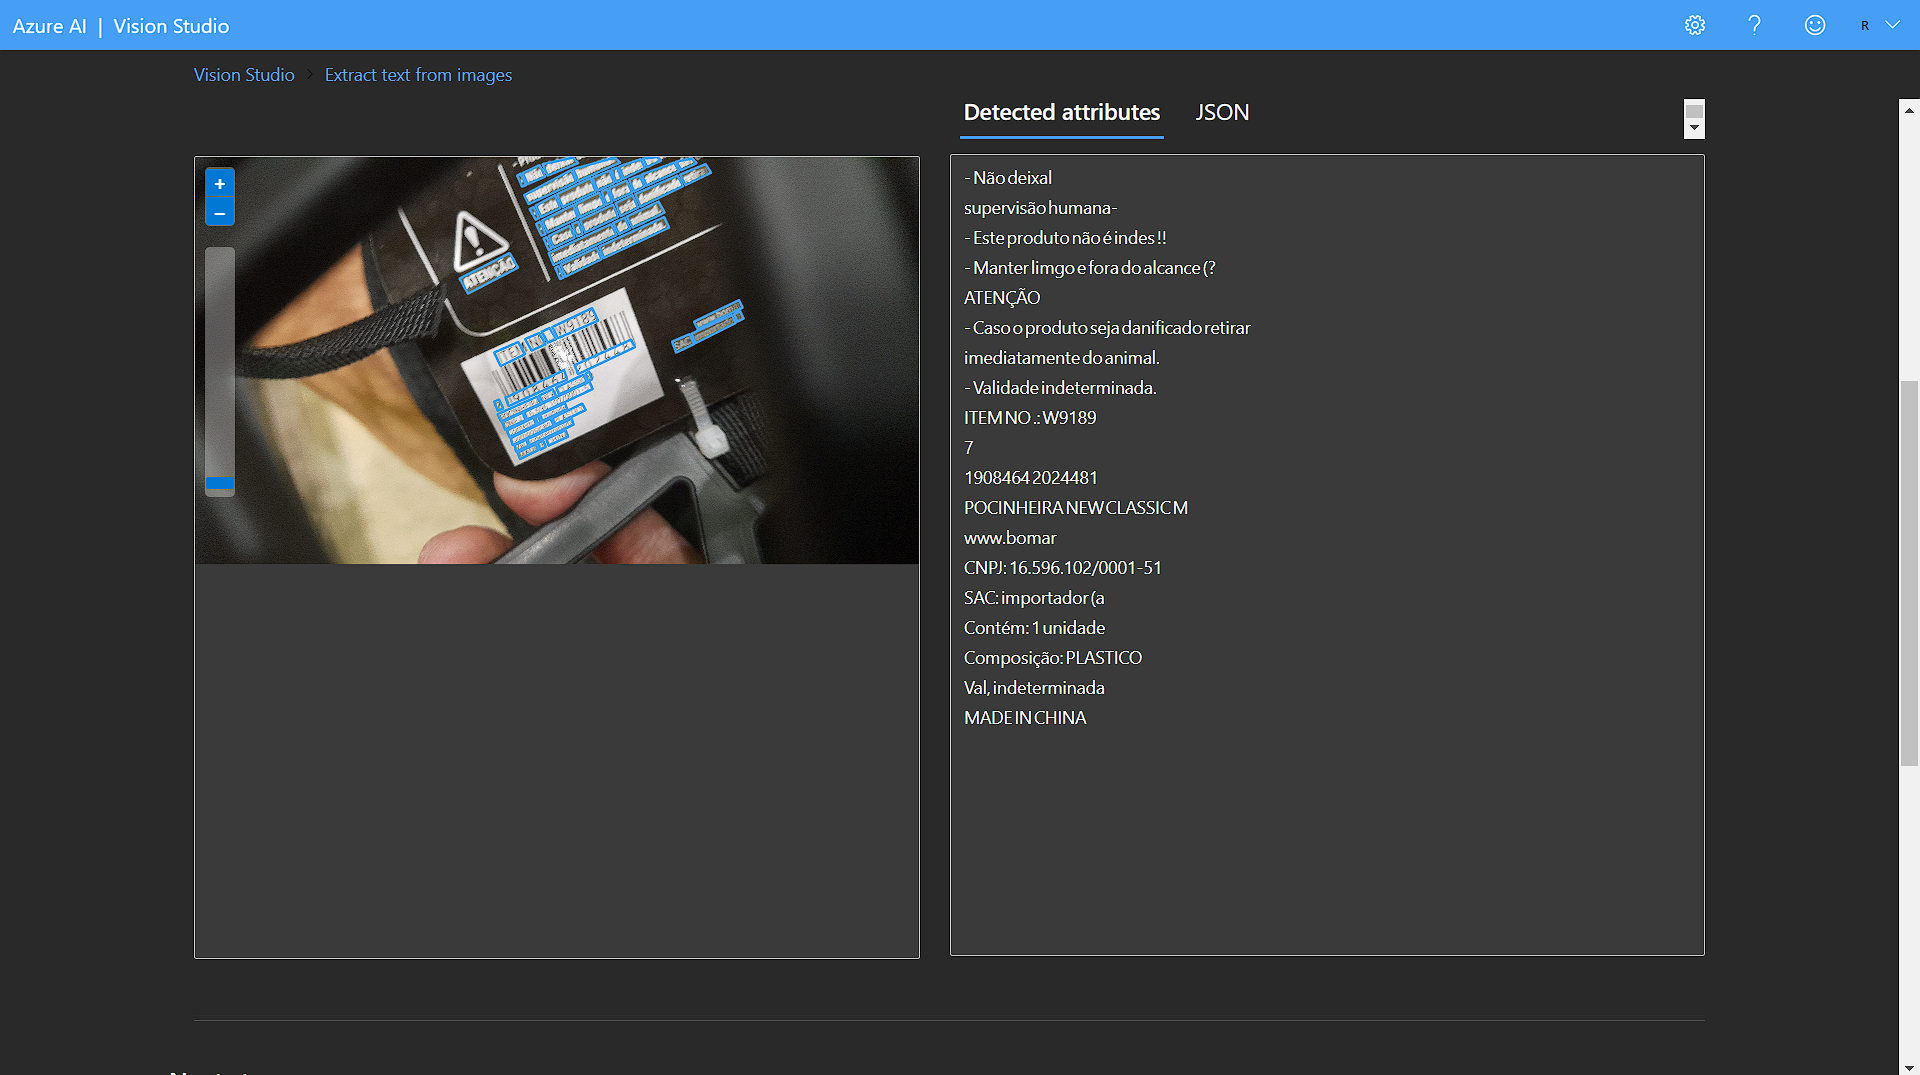 Azure AI | Vision Studio
R
Vision Studio > Extract text from images
Detected attributes JSON
ATENÇÃO
- Não deixal
supervisão humana-
- Este produto não é indes !!
- Manter limgo e fora do alcance (?
ATENÇÃO
- Caso o produto seja danificado retirar
imediatamente do animal.
- Validade indeterminada.
ITEM NO .: W9189
7
19084642024481
POCINHEIRA NEW CLASSIC M
www.bomar
CNPJ: 16.596.102/0001-51
SAC: importador (a
Contém: 1 unidade
Composição: PLASTICO
Val, indeterminada
MADE IN CHINA